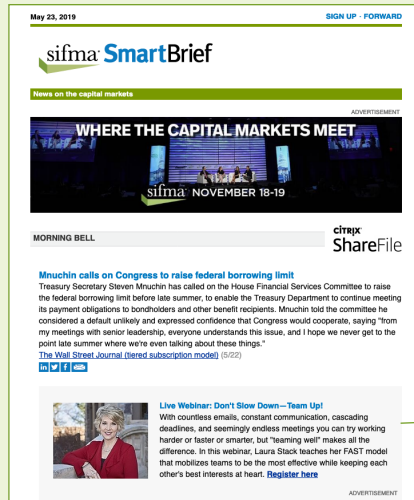 May 23, 2019
SIGN UP · FORWARD
sifma SmartBrief
News on the capital markets
ADVERTISEMENT
WHERE THE CAPITAL MARKETS MEET
sifma NOVEMBER 18-19
MORNING BELL
CITRIX
ShareFile
Mnuchin calls on Congress to raise federal borrowing limit
Treasury Secretary Steven Mnuchin has called on the House Financial Services Committee to raise
the federal borrowing limit before late summer, to enable the Treasury Department to continue meeting
its payment obligations to bondholders and other benefit recipients. Mnuchin told the committee he
considered a default unlikely and expressed confidence that Congress would cooperate, saying "from
my meetings with senior leadership, everyone understands this issue, and I hope we never get to the
point late summer where we're even talking about these things."
The Wall Street Journal (tiered subscription model) (5/22)
Live Webinar: Don't Slow Down—Team Up!
With countless emails, constant communication, cascading
deadlines, and seemingly endless meetings you can try working
harder or faster or smarter, but "teaming well" makes all the
difference. In this webinar, Laura Stack teaches her FAST model
that mobilizes teams to be the most effective while keeping each
other's best interests at heart. Register here
ADVERTISEMENT